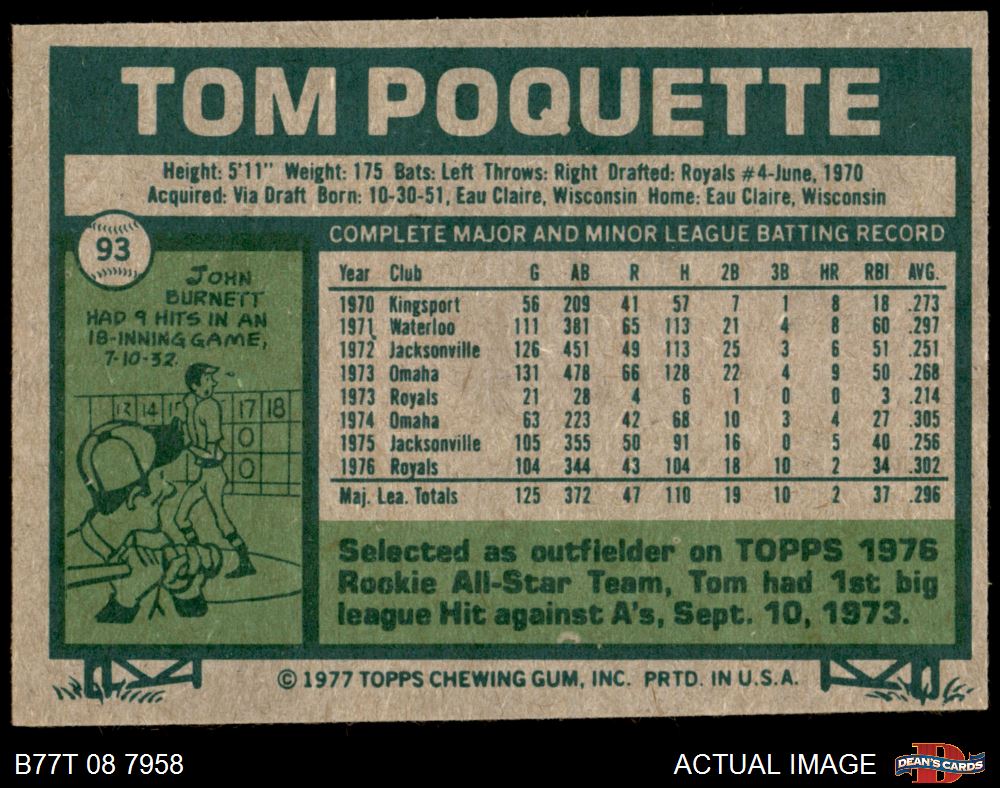 TOM POQUETTE
Height: 5'11" Weight: 175 Bats: Left Throws: Right Drafted: Royals #4-June, 1970
Acquired: Via Draft Born: 10-30-51, Eau Claire, Wisconsin Home: Eau Claire, Wisconsin
93
JOHN
BURNETT
HAD 9 HITS IN AN
18-INNING GAME,
7-10-32.
13 14 17 18
0
0
COMPLETE MAJOR AND MINOR LEAGUE BATTING RECORD
Year Club G AB R H 2B 3B HR RBI AVG.
1970 Kingsport 56 209 41 57 7 1 8 18 .273
1971 Waterloo 111 381 65 113 21 4 8 60 .297
1972 Jacksonville 126 451 49 113 25 3 6 51 .251
1973 Omaha 131 478 66 128 22 4 9 50 .268
1973 Royals 21 28 4 6 1 0 0 3 .214
1974 Omaha 63 223 42 68 10 3 4 27 .305
1975 Jacksonville 105 355 50 91 16 0 5 40 .256
1976 Royals 104 344 43 104 18 10 2 34 .302
Maj. Lea. Totals 125 372 47 110 19 10 2 37 .296
Selected as outfielder on TOPPS 1976
Rookie All-Star Team, Tom had 1st big
league Hit against A's, Sept. 10, 1973.
© 1977 TOPPS CHEWING GUM, INC. PRTD. IN U.S.A.
B77T 08 7958
ACTUAL IMAGE
DEAN'S CARDS